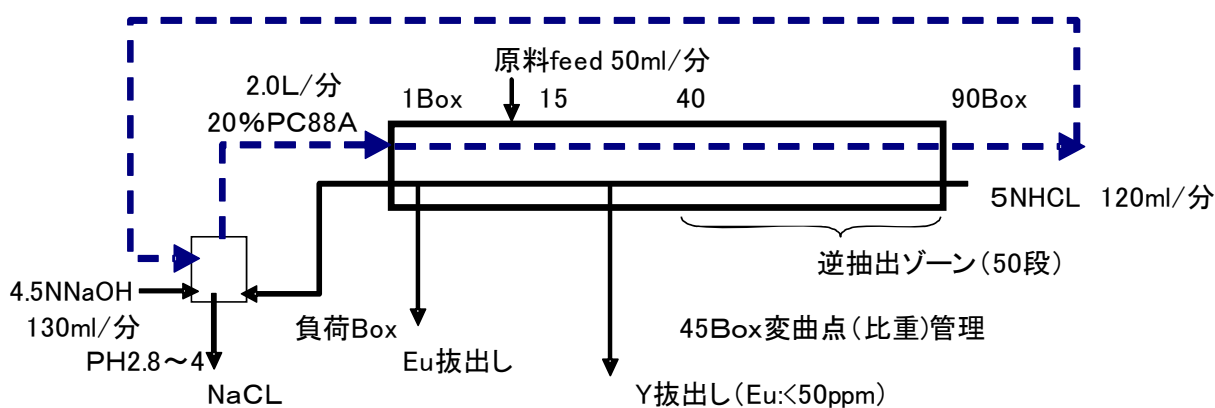 原料feed 50ml/分
2.0L/分
1Box 15 40 90Box
20%PC88A
5NHCL 120ml/分
逆抽出ゾーン(50段)
4.5NNaOH
130ml/分
負荷Box
45Box変曲点(比重)管理
PH2.8~4
Eu抜出し
NaCL
Y抜出し(Eu:<50ppm)